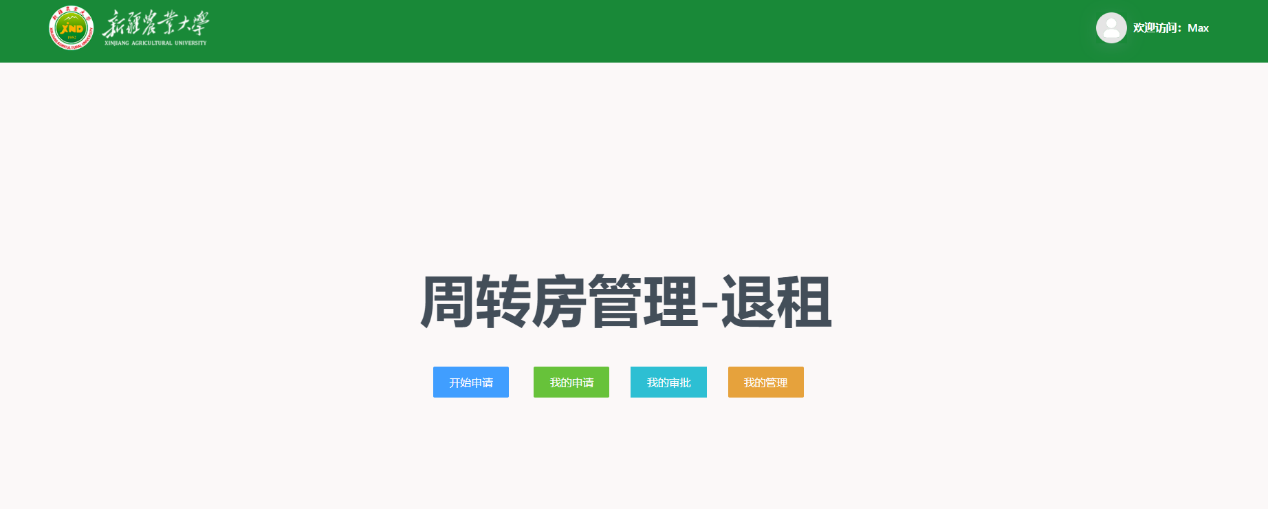 新疆农业大学
XINJIANG AGRICULTURAL UNIVERSITY
XND
欢迎访问：Max
周转房管理-退租
开始申请 我的申请 我的审批 我的管理